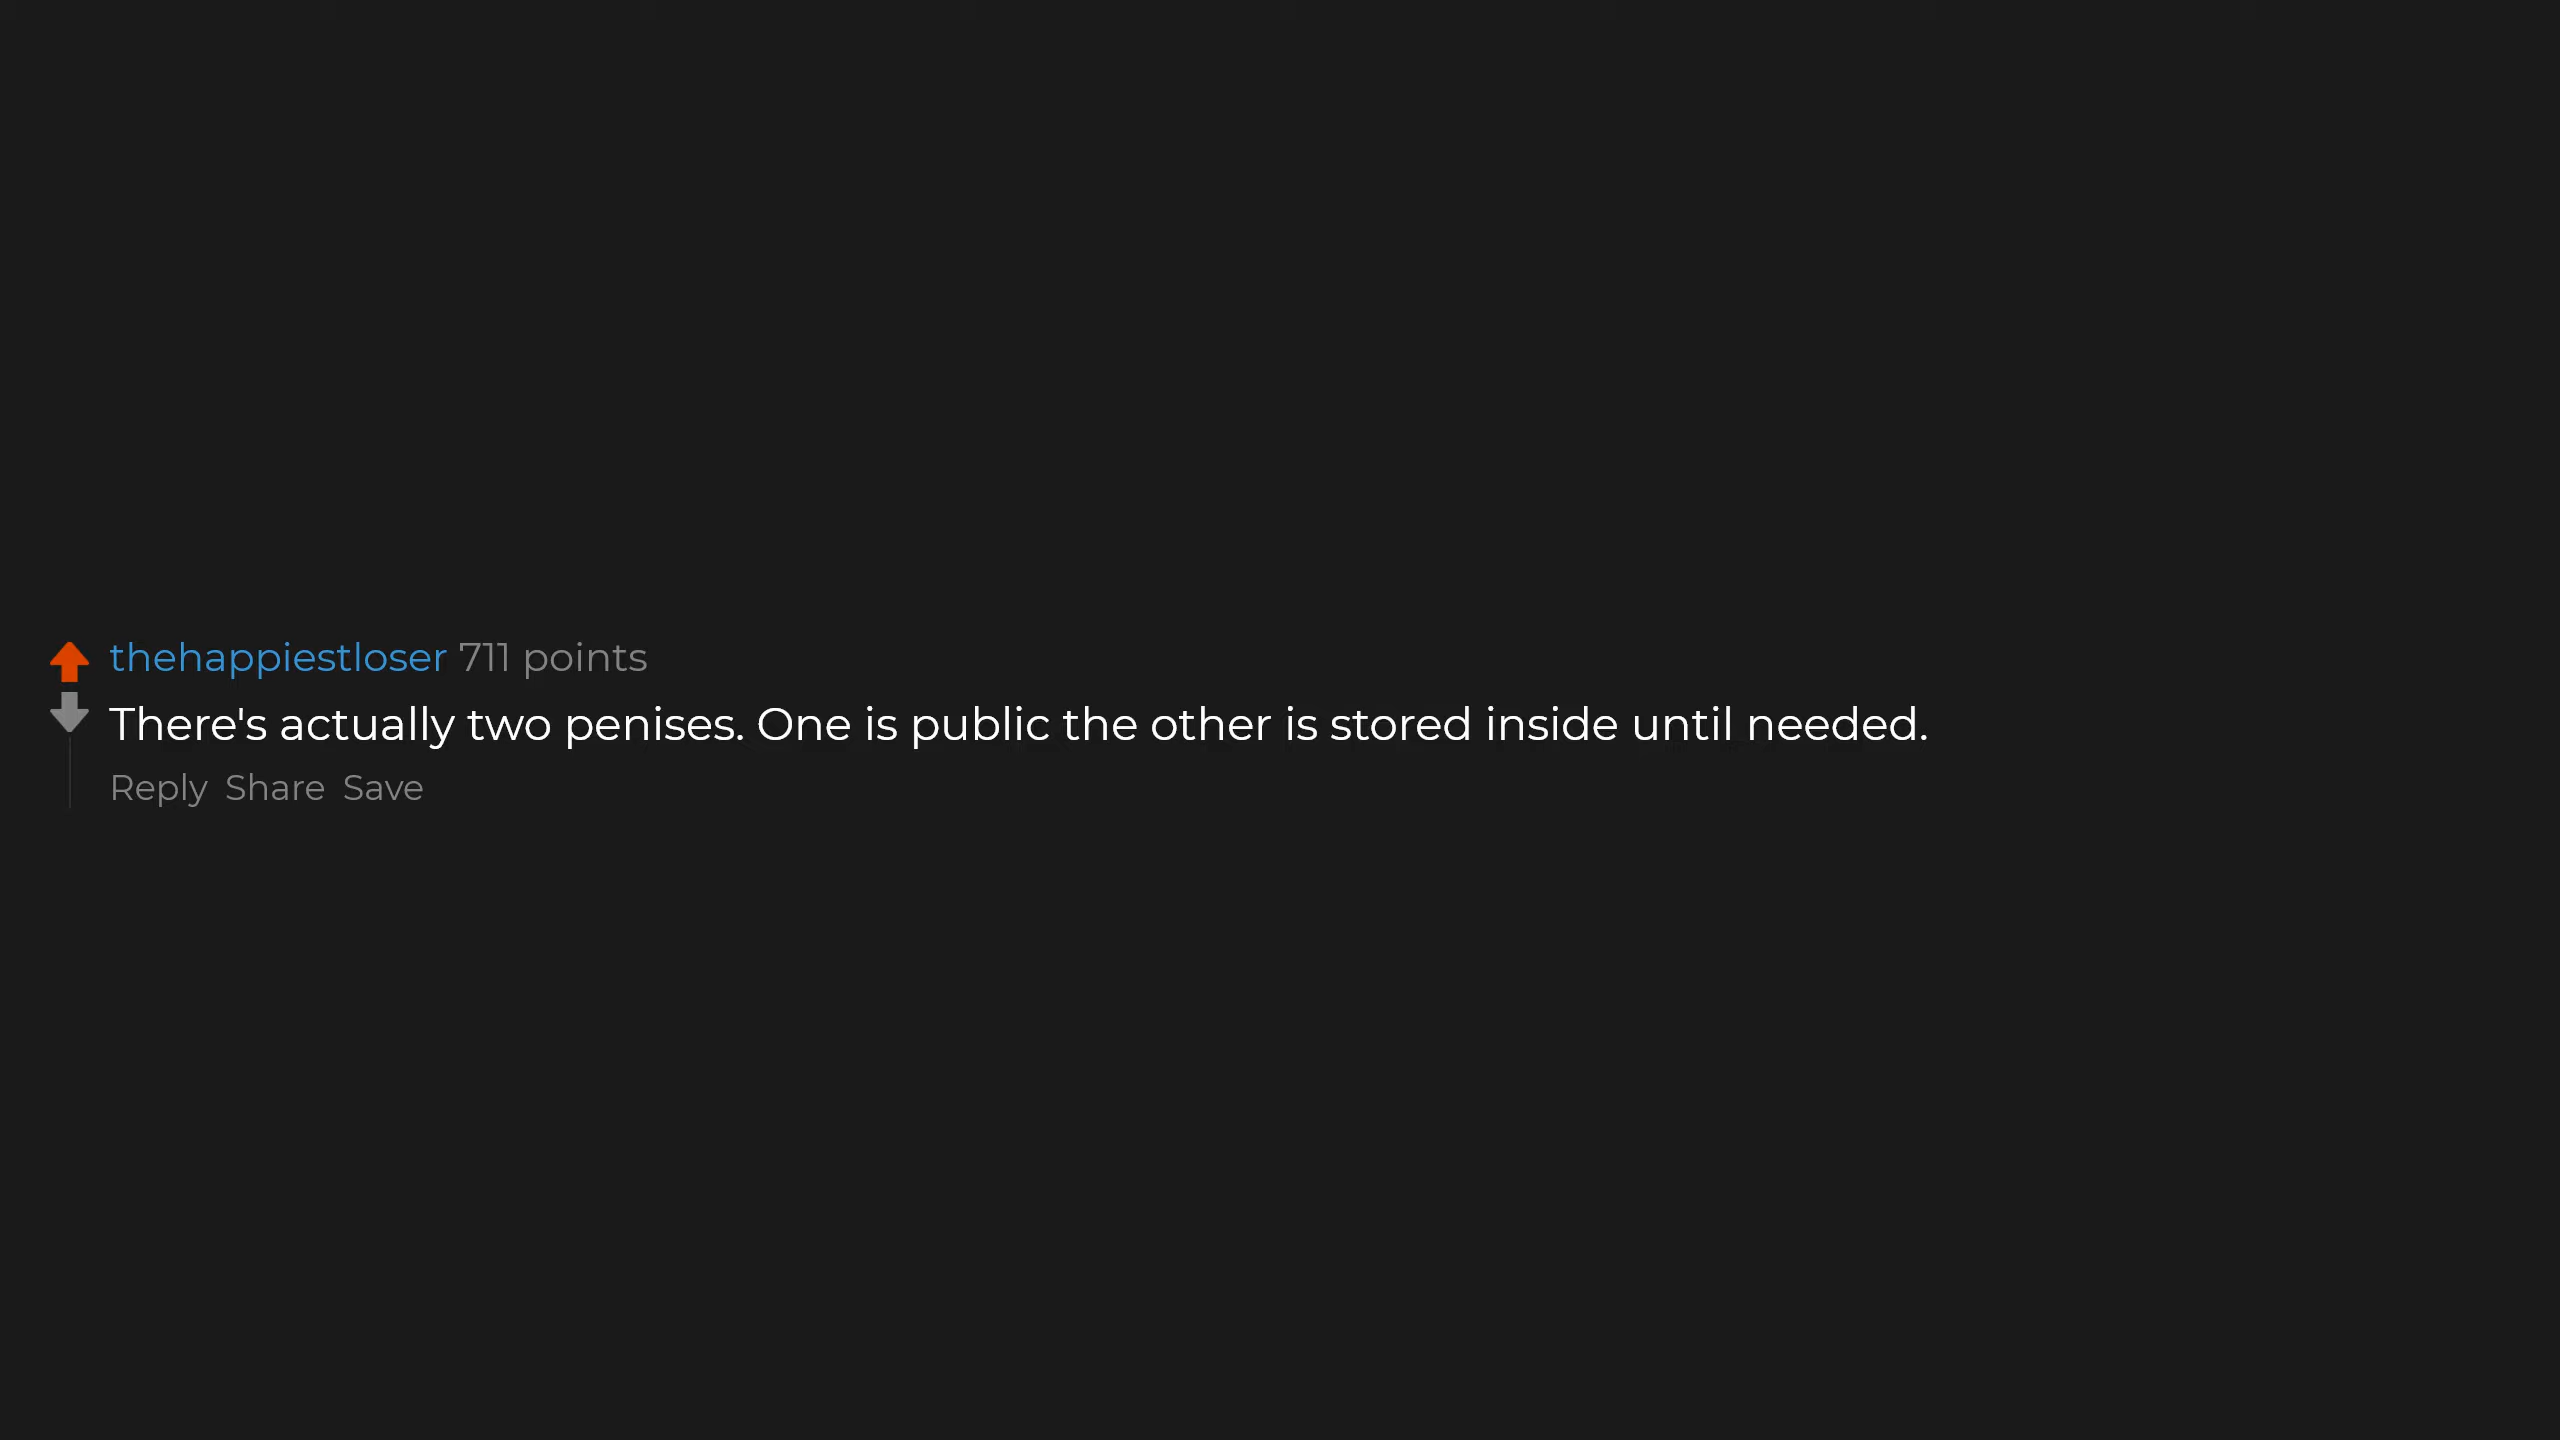 thehappiestloser 711 points
There's actually two penises. One is public the other is stored inside until needed.
Reply Share Save